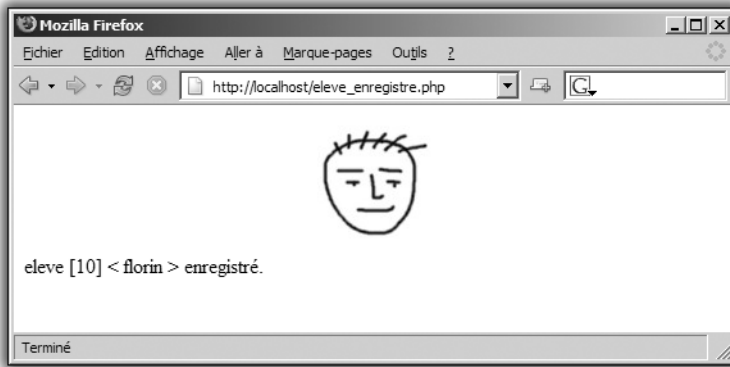 Mozilla Firefox
Fichier Edition Affichage Aller à Marque-pages Outils ?
http://localhost/eleve_enregistre.php G
eleve [10] < florin > enregistré.
Terminé